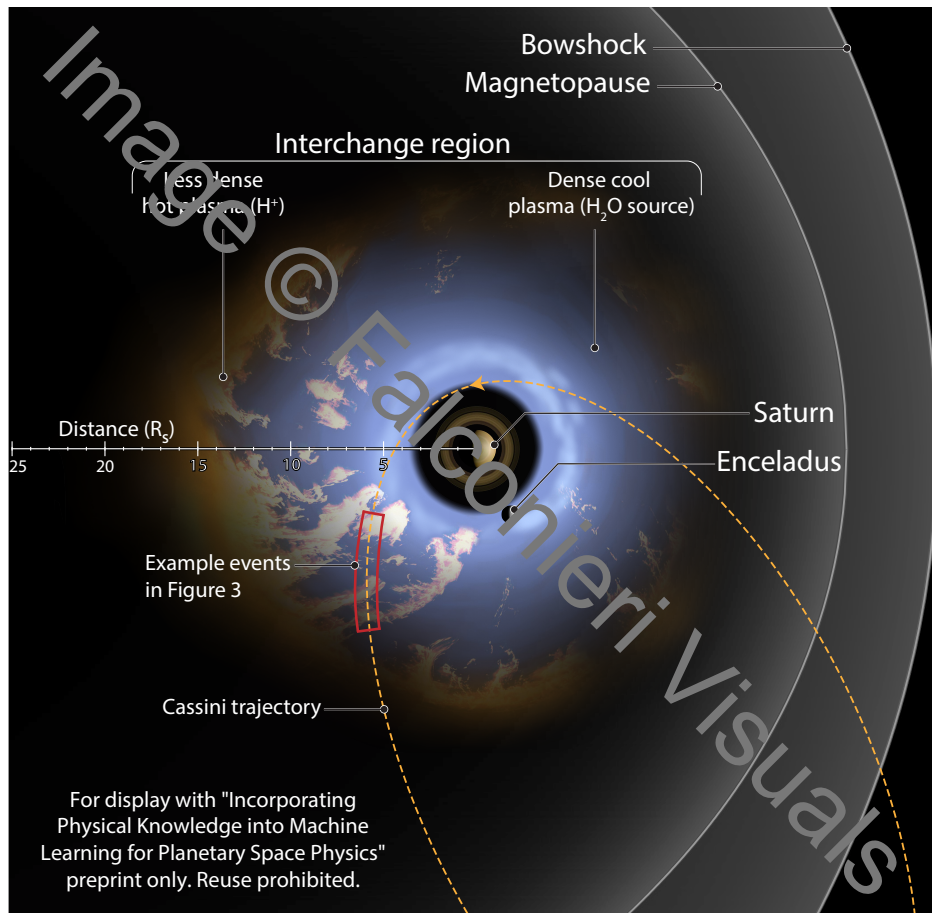 Bowshock
Magnetopause
Interchange region
Less dense
hot plasma (H⁺)
Dense cool
plasma (H₂O source)
Saturn
Distance (Rₛ)
25 20 15 10 5
Enceladus
Example events
in Figure 3
Cassini trajectory
For display with "Incorporating
Physical Knowledge into Machine
Learning for Planetary Space Physics"
preprint only. Reuse prohibited.
Image © Falconieri Visuals